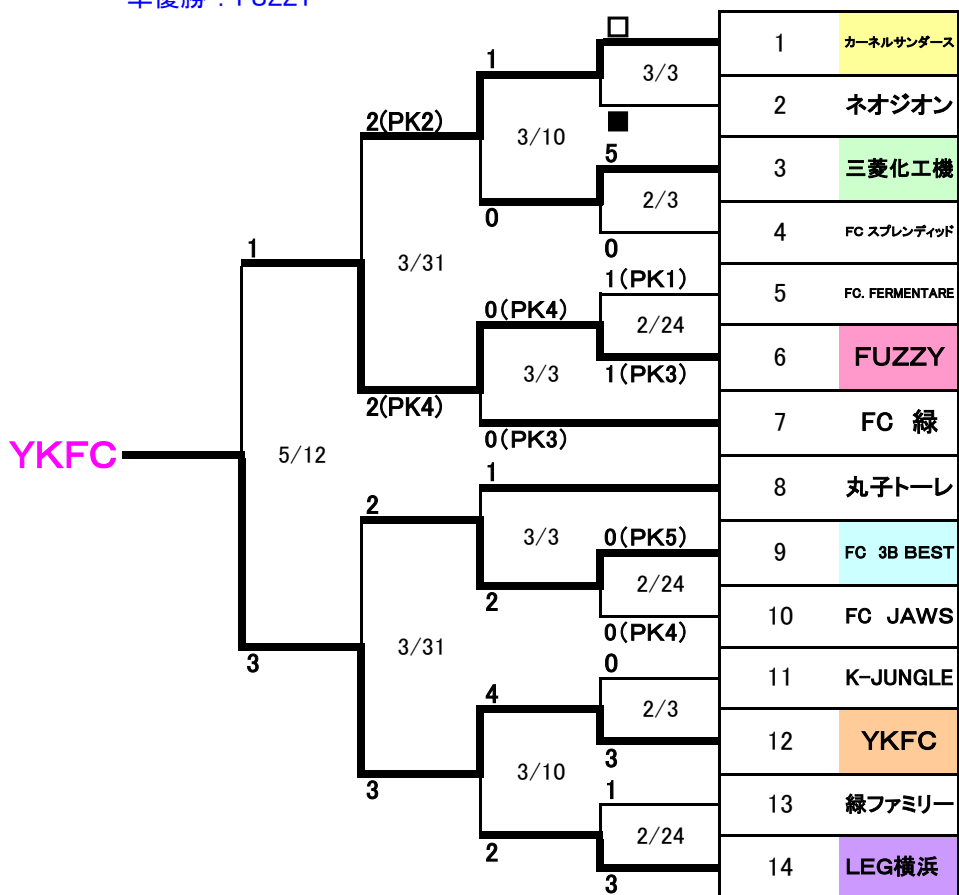 準優勝：FUZZY
□
1
1 カーネルサンダース
3/3
2(PK2)
3/10
2 ネオジオン
■
5
3 三菱化工機
2/3
0
4 FC スプレンディッド
0
1
3/31
1(PK1)
5 FC. FERMENTARE
0(PK4)
2/24
6 FUZZY
3/3
1(PK3)
2(PK4)
7 FC 緑
0(PK3)
YKFC
5/12
1
8 丸子トーレ
2
3/3
0(PK5)
9 FC 3B BEST
2/24
2
10 FC JAWS
0(PK4)
3/31
3
0
11 K-JUNGLE
4
2/3
12 YKFC
3
3/10
3
1
13 緑ファミリー
2/24
2
14 LEG横浜
3